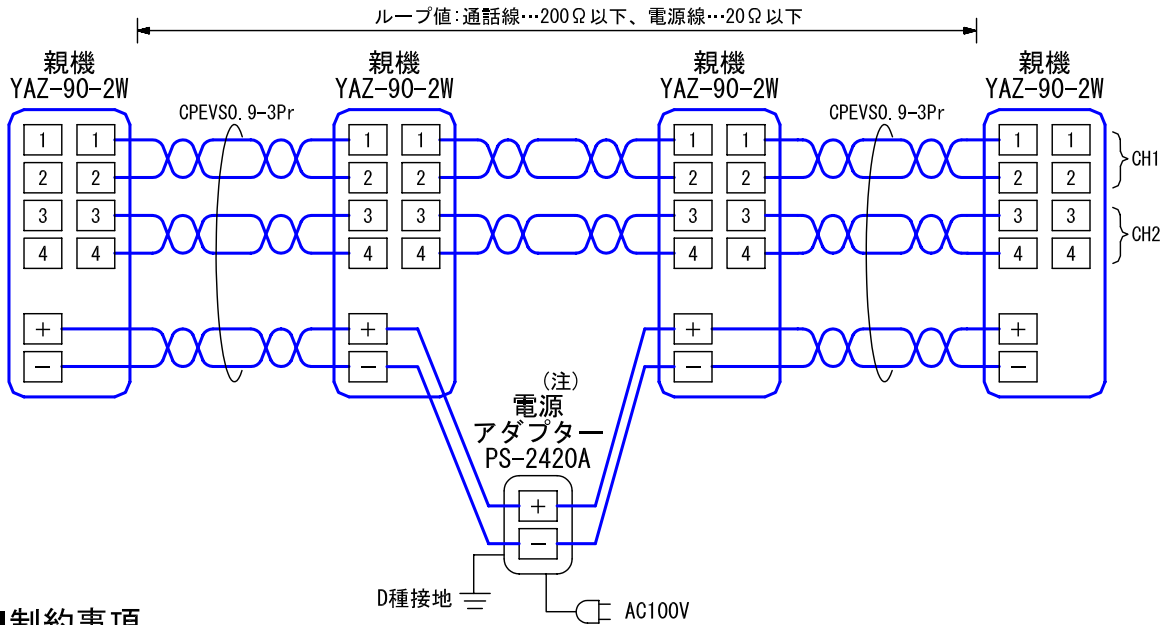 ループ値:通話線…200Ω以下、電源線…20Ω以下
親機
YAZ-90-2W
親機
YAZ-90-2W
親機
YAZ-90-2W
親機
YAZ-90-2W
CPEVS0.9-3Pr
CPEVS0.9-3Pr
1 1 1 1 1 1 1 1
CH1
2 2 2 2 2 2 2 2
3 3 3 3 3 3 3 3
CH2
4 4 4 4 4 4 4 4
+ + + +
− − − −
(注)
電源
アダプター
PS-2420A
+
−
D種接地
AC100V
制約事項